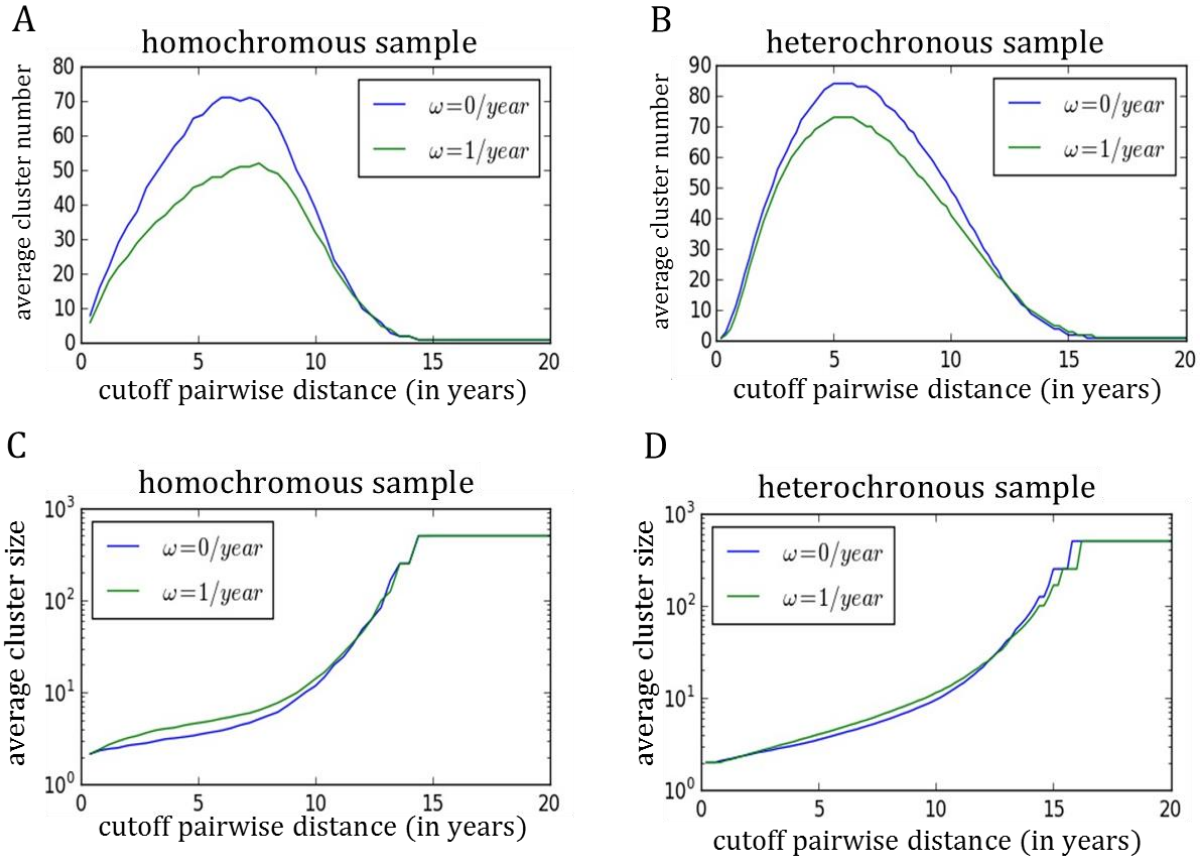 A
homochromous sample
average cluster number
80
70
60
50
40
30
20
10
0
ω=0/year
ω=1/year
0 5 10 15 20
cutoff pairwise distance (in years)
B
heterochronous sample
average cluster number
90
80
70
60
50
40
30
20
10
0
ω=0/year
ω=1/year
0 5 10 15 20
cutoff pairwise distance (in years)
C
homochromous sample
average cluster size
10³
10²
10¹
10⁰
ω=0/year
ω=1/year
0 5 10 15 20
cutoff pairwise distance (in years)
D
heterochronous sample
average cluster size
10³
10²
10¹
10⁰
ω=0/year
ω=1/year
0 5 10 15 20
cutoff pairwise distance (in years)